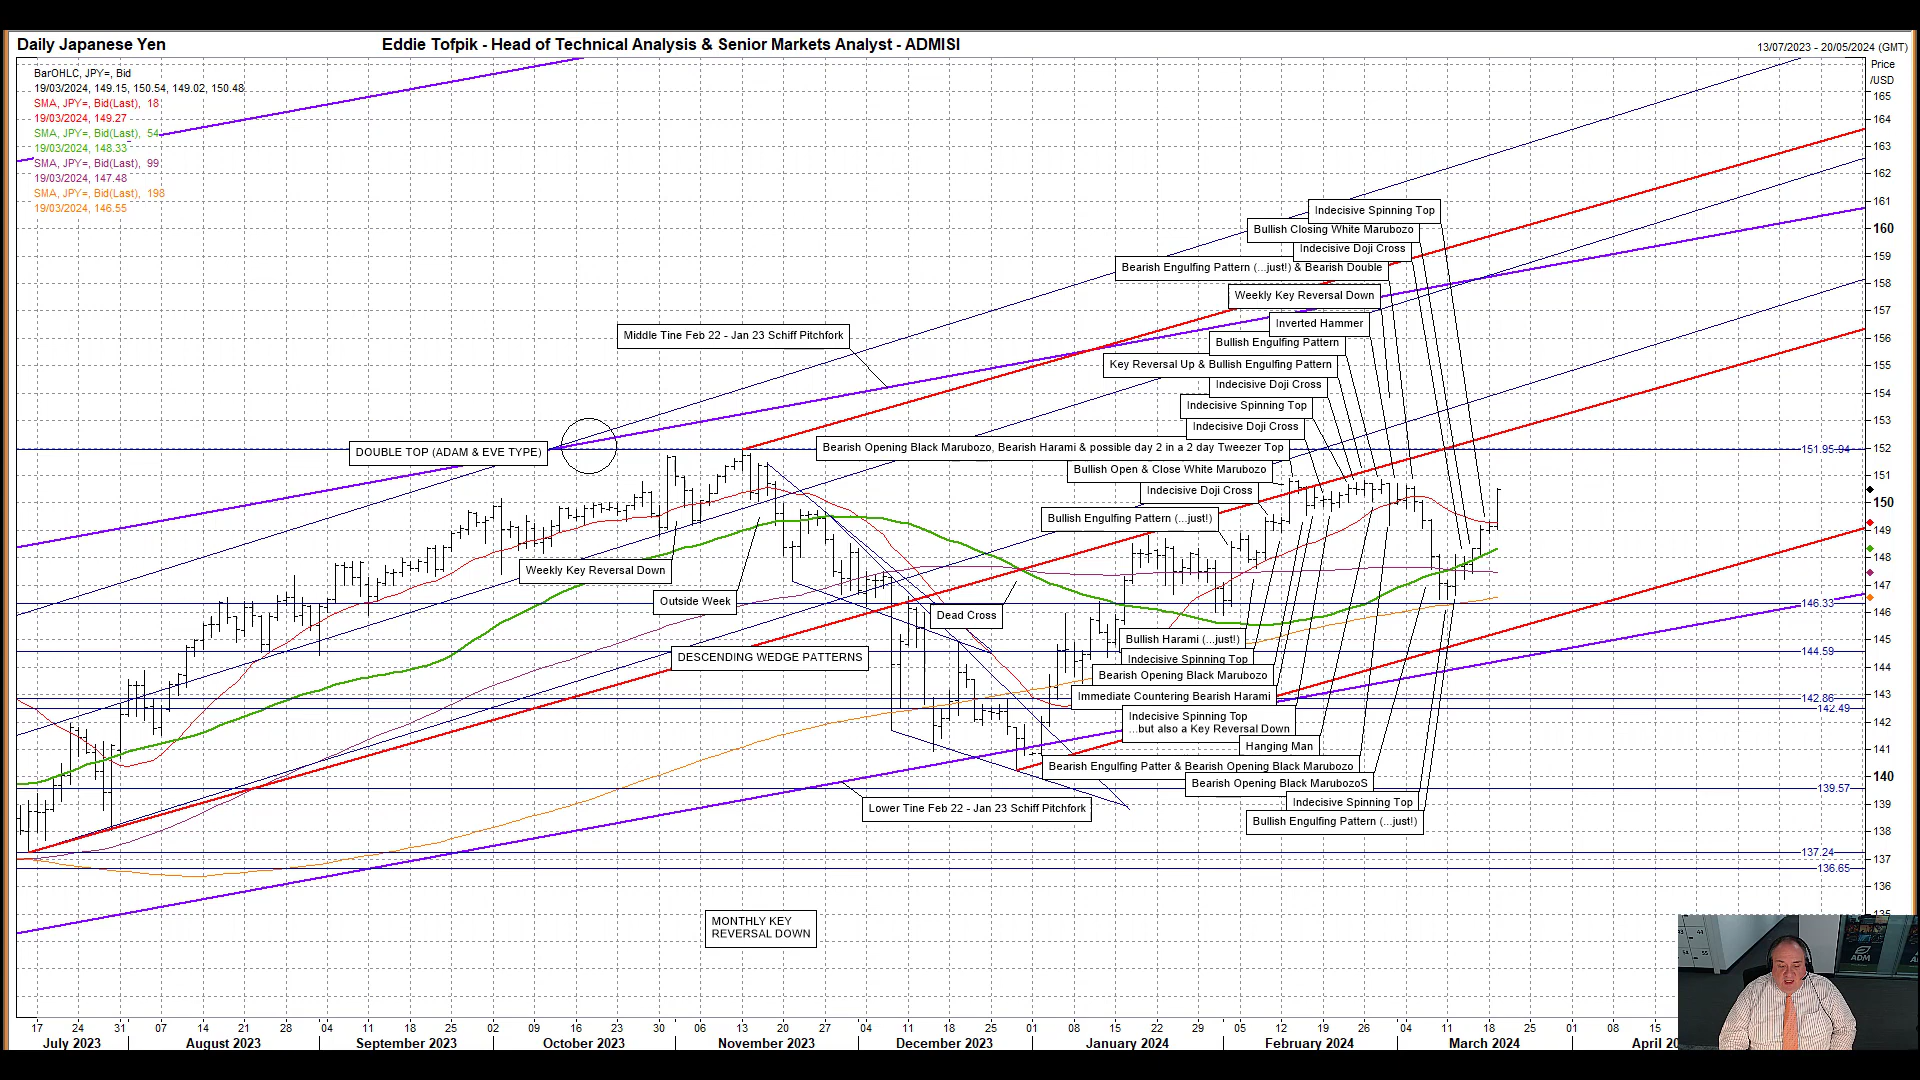 Daily Japanese Yen
Eddie Tofpik - Head of Technical Analysis & Senior Markets Analyst - ADMISI
13/07/2023 - 20/05/2024 (GMT)
BarOHLC, JPY=, Bid
19/03/2024, 149.15, 150.54, 149.02, 150.48
SMA, JPY=, Bid(Last), 18
19/03/2024, 149.27
SMA, JPY=, Bid(Last), 54
19/03/2024, 148.33
SMA, JPY=, Bid(Last), 99
19/03/2024, 147.48
SMA, JPY=, Bid(Last), 198
19/03/2024, 146.55
Price
/USD
165
164
163
162
161
160
159
158
157
156
155
154
153
152
151
150
149
148
147
146
145
144
143
142
141
140
139
138
137
136
135
Indecisive Spinning Top
Bullish Closing White Marubozo
Indecisive Doji Cross
Bearish Engulfing Pattern (...just!) & Bearish Double
Weekly Key Reversal Down
Inverted Hammer
Bullish Engulfing Pattern
Key Reversal Up & Bullish Engulfing Pattern
Indecisive Doji Cross
Indecisive Spinning Top
Indecisive Doji Cross
Bearish Opening Black Marubozo, Bearish Harami & possible day 2 in a 2 day Tweezer Top
Bullish Open & Close White Marubozo
Indecisive Doji Cross
Bullish Engulfing Pattern (...just!)
Middle Tine Feb 22 - Jan 23 Schiff Pitchfork
DOUBLE TOP (ADAM & EVE TYPE)
Weekly Key Reversal Down
Outside Week
Dead Cross
DESCENDING WEDGE PATTERNS
Bullish Harami (...just!)
Indecisive Spinning Top
Bearish Opening Black Marubozo
Immediate Countering Bearish Harami
Indecisive Spinning Top
...but also a Key Reversal Down
Hanging Man
Bearish Engulfing Patter & Bearish Opening Black Marubozo
Bearish Opening Black MarubozoS
Indecisive Spinning Top
Bullish Engulfing Pattern (...just!)
Lower Tine Feb 22 - Jan 23 Schiff Pitchfork
MONTHLY KEY
REVERSAL DOWN
146.33
144.59
142.86
142.49
139.57
137.24
136.65
17 24 31 07 14 21 28 04 11 18 25 02 09 16 23 30 06 13 20 27 04 11 18 25 01 08 15 22 29 05 12 19 26 04 11 18 25 01 08 15
July 2023 August 2023 September 2023 October 2023 November 2023 December 2023 January 2024 February 2024 March 2024 April 20
ADM